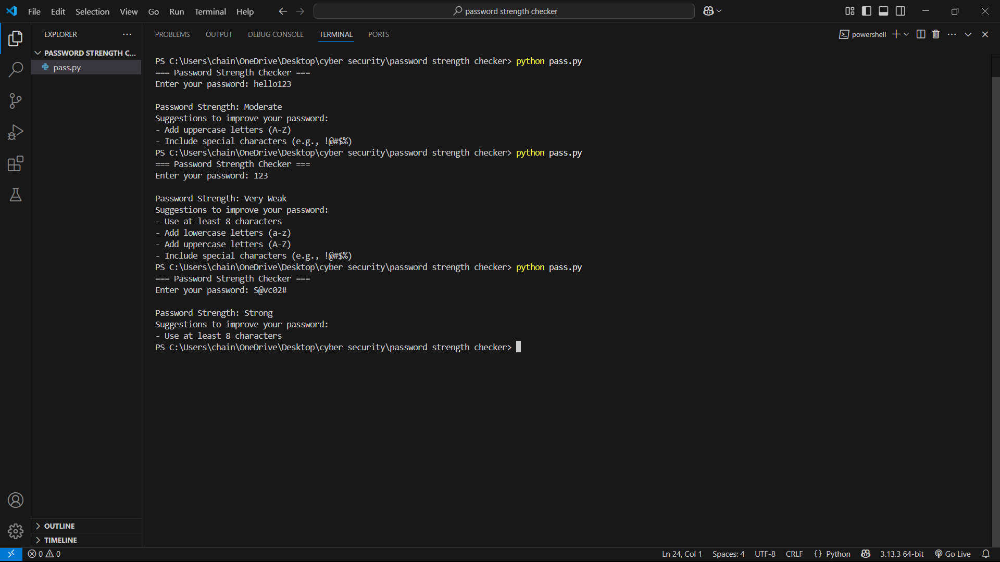 File Edit Selection View Go Run Terminal Help
password strength checker
EXPLORER
PROBLEMS OUTPUT DEBUG CONSOLE TERMINAL PORTS
powershell
PASSWORD STRENGTH C...
pass.py
PS C:\Users\chain\OneDrive\Desktop\cyber security\password strength checker> python pass.py
=== Password Strength Checker ===
Enter your password: hello123
Password Strength: Moderate
Suggestions to improve your password:
- Add uppercase letters (A-Z)
- Include special characters (e.g., !@#$%)
PS C:\Users\chain\OneDrive\Desktop\cyber security\password strength checker> python pass.py
=== Password Strength Checker ===
Enter your password: 123
Password Strength: Very Weak
Suggestions to improve your password:
- Use at least 8 characters
- Add lowercase letters (a-z)
- Add uppercase letters (A-Z)
- Include special characters (e.g., !@#$%)
PS C:\Users\chain\OneDrive\Desktop\cyber security\password strength checker> python pass.py
=== Password Strength Checker ===
Enter your password: S@vc02#
Password Strength: Strong
Suggestions to improve your password:
- Use at least 8 characters
PS C:\Users\chain\OneDrive\Desktop\cyber security\password strength checker>
OUTLINE
TIMELINE
0 0
Ln 24, Col 1 Spaces: 4 UTF-8 CRLF {} Python 3.13.3 64-bit Go Live